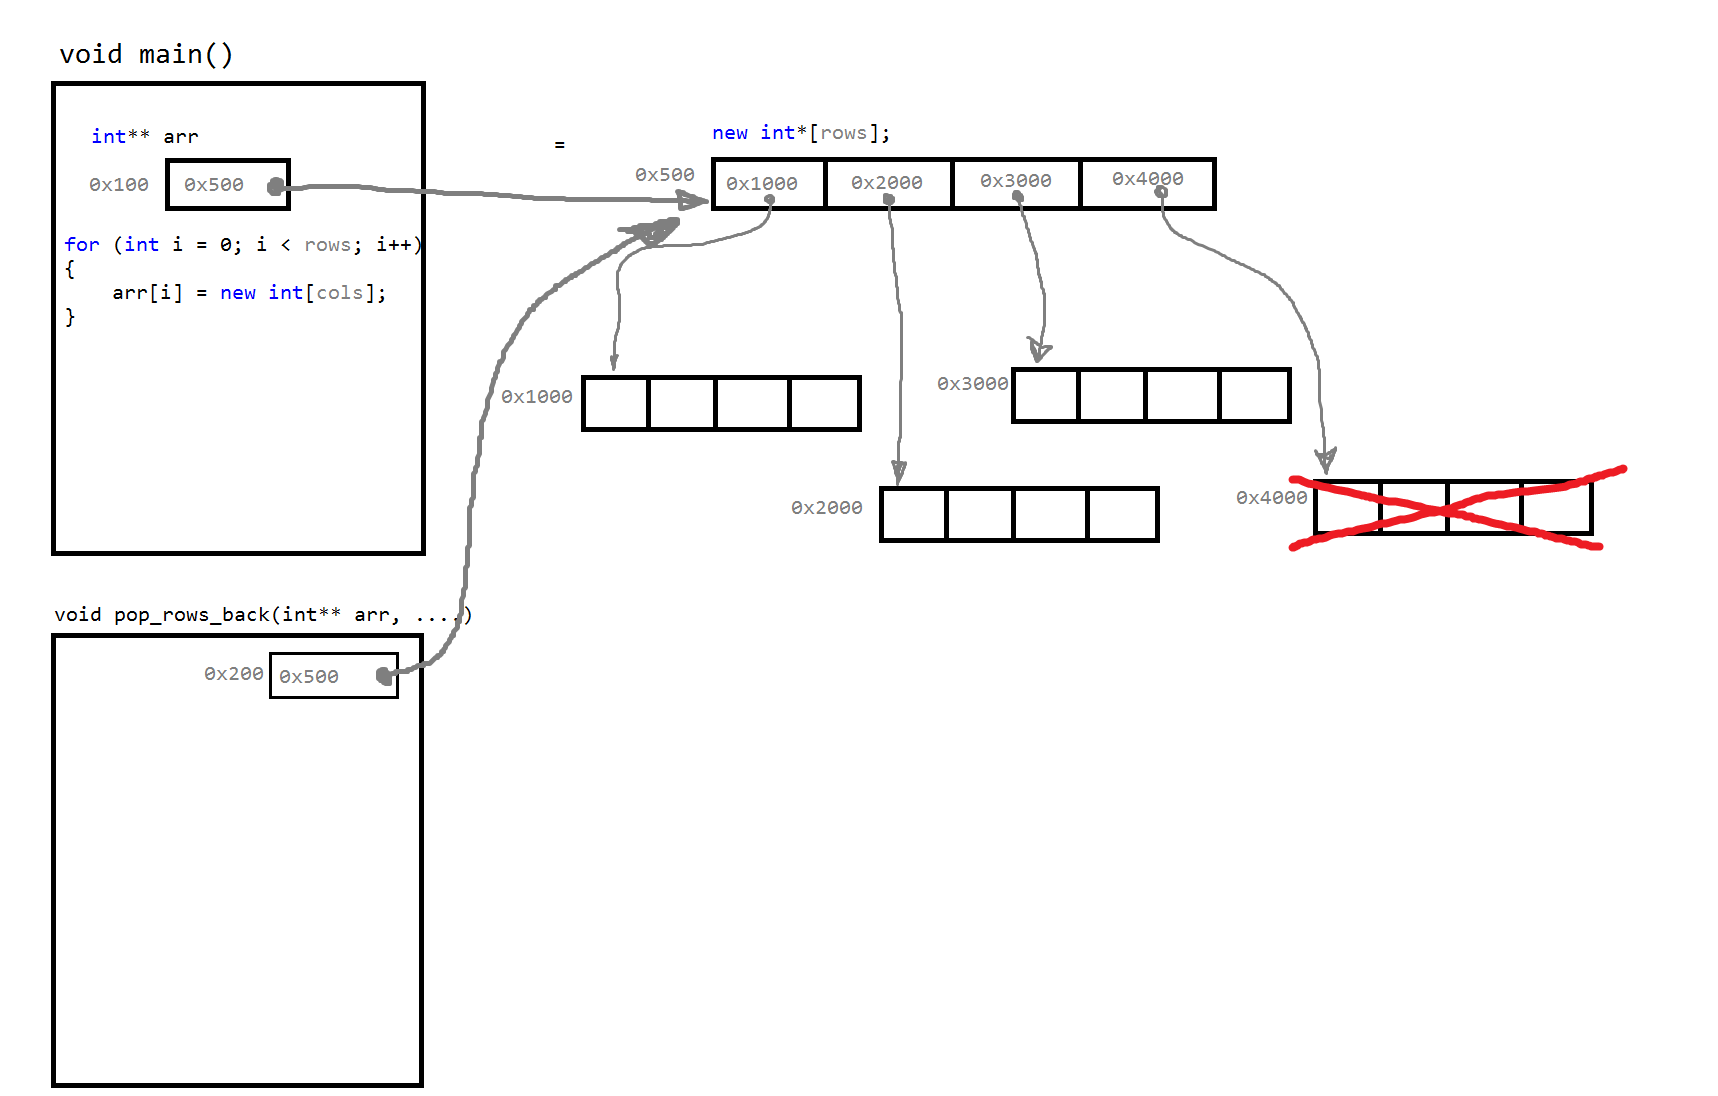 void main()
int** arr
=
new int*[rows];
0x100
0x500
0x500
0x1000
0x2000
0x3000
0x4000
for (int i = 0; i < rows; i++)
{
    arr[i] = new int[cols];
}
0x1000
0x3000
0x2000
0x4000
void pop_rows_back(int** arr, ....)
0x200
0x500